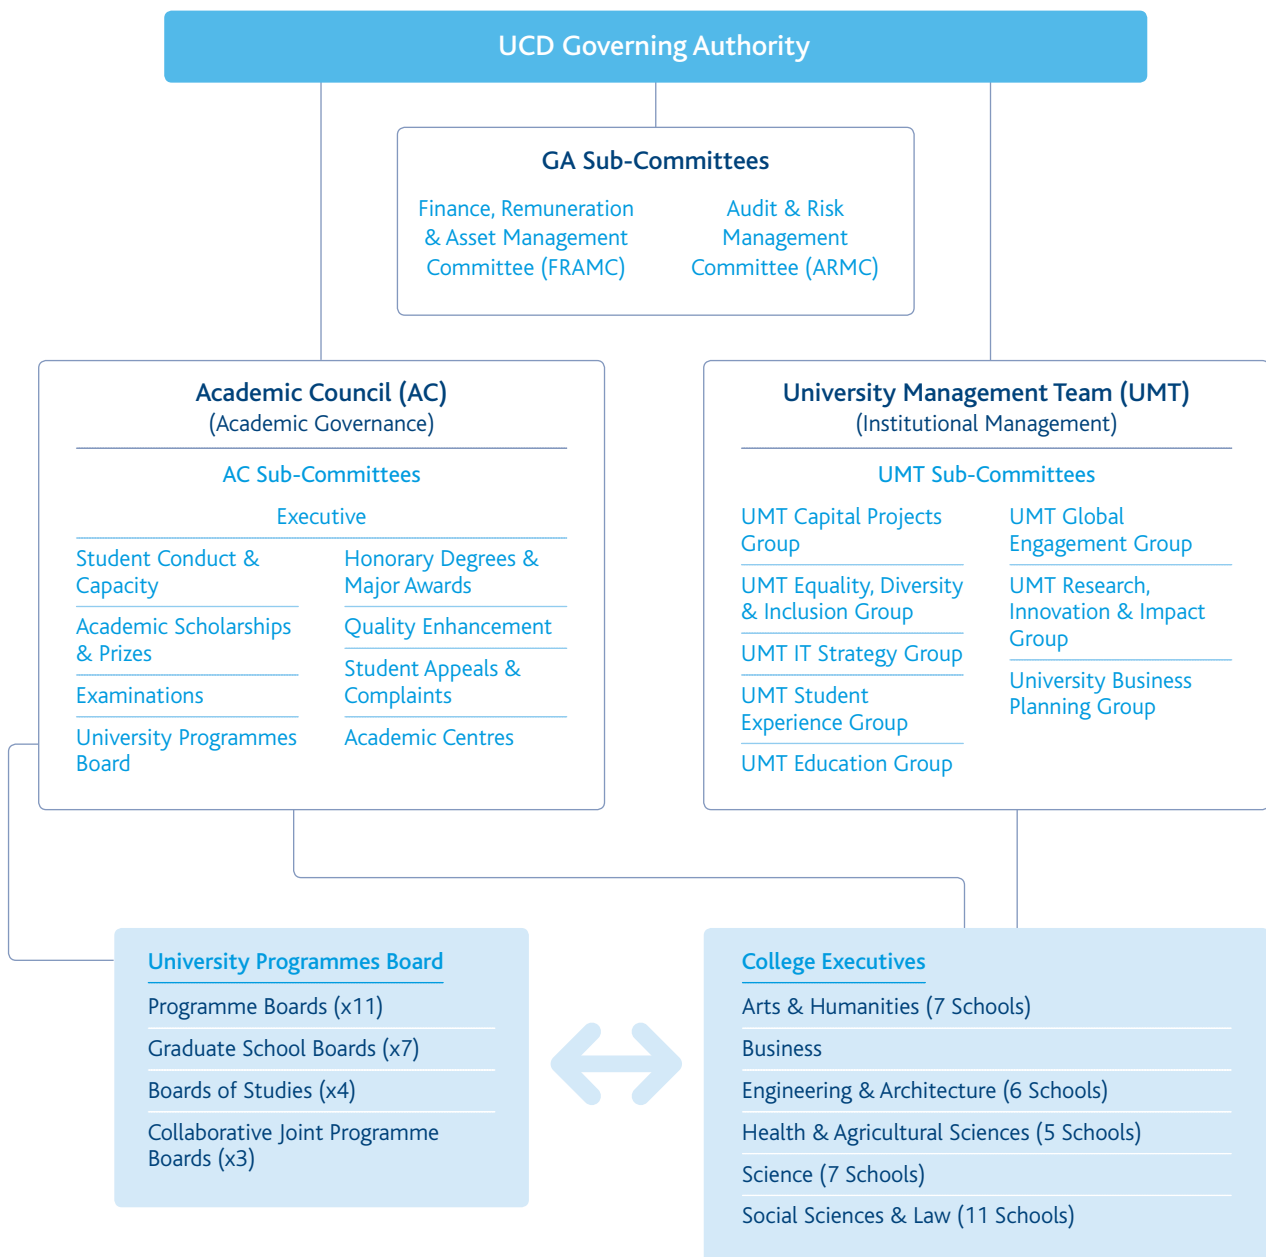 UCD Governing Authority
GA Sub-Committees
Finance, Remuneration
& Asset Management
Committee (FRAMC)
Audit & Risk
Management
Committee (ARMC)
Academic Council (AC)
(Academic Governance)
AC Sub-Committees
Executive
Student Conduct &
Capacity
Academic Scholarships
& Prizes
Examinations
University Programmes
Board
Honorary Degrees &
Major Awards
Quality Enhancement
Student Appeals &
Complaints
Academic Centres
University Management Team (UMT)
(Institutional Management)
UMT Sub-Committees
UMT Capital Projects
Group
UMT Equality, Diversity
& Inclusion Group
UMT IT Strategy Group
UMT Student
Experience Group
UMT Education Group
UMT Global
Engagement Group
UMT Research,
Innovation & Impact
Group
University Business
Planning Group
University Programmes Board
Programme Boards (x11)
Graduate School Boards (x7)
Boards of Studies (x4)
Collaborative Joint Programme
Boards (x3)
College Executives
Arts & Humanities (7 Schools)
Business
Engineering & Architecture (6 Schools)
Health & Agricultural Sciences (5 Schools)
Science (7 Schools)
Social Sciences & Law (11 Schools)